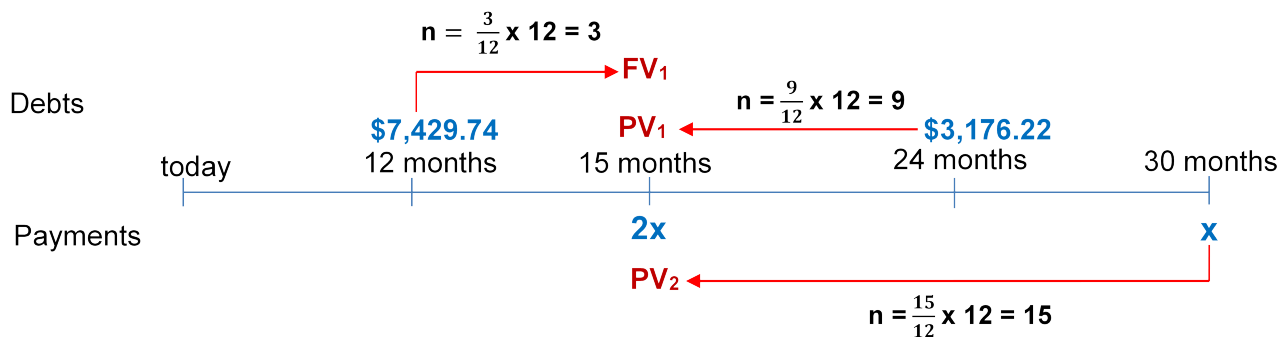 n = 3/12 x 12 = 3
FV₁
Debts
n = 9/12 x 12 = 9
$7,429.74 PV₁ $3,176.22
today 12 months 15 months 24 months 30 months
Payments 2x x
PV₂
n = 15/12 x 12 = 15